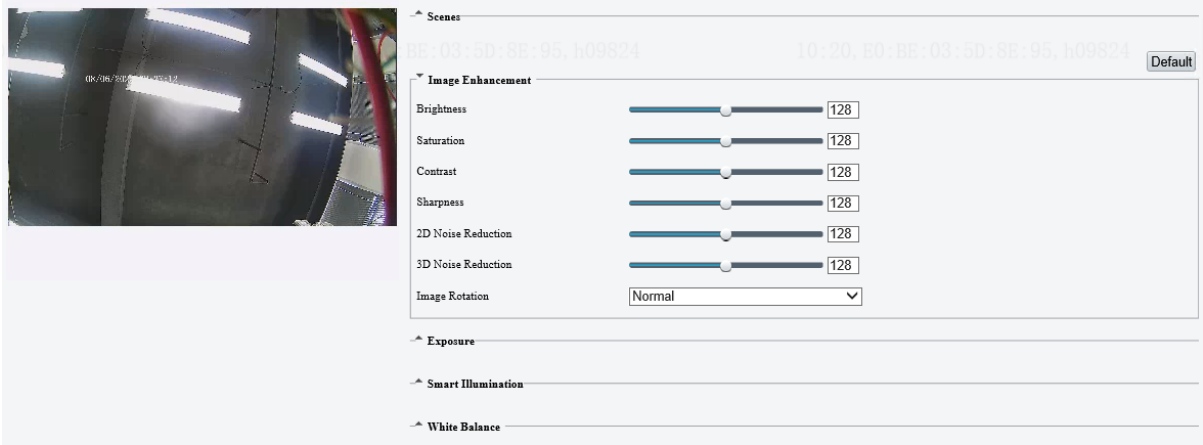 Scenes
:BE:03:5D:8E:95, h09824
10:20, E0:BE:03:5D:8E:95, h09824
Default
Image Enhancement
Brightness 128
Saturation 128
Contrast 128
Sharpness 128
2D Noise Reduction 128
3D Noise Reduction 128
Image Rotation Normal
Exposure
Smart Illumination
White Balance